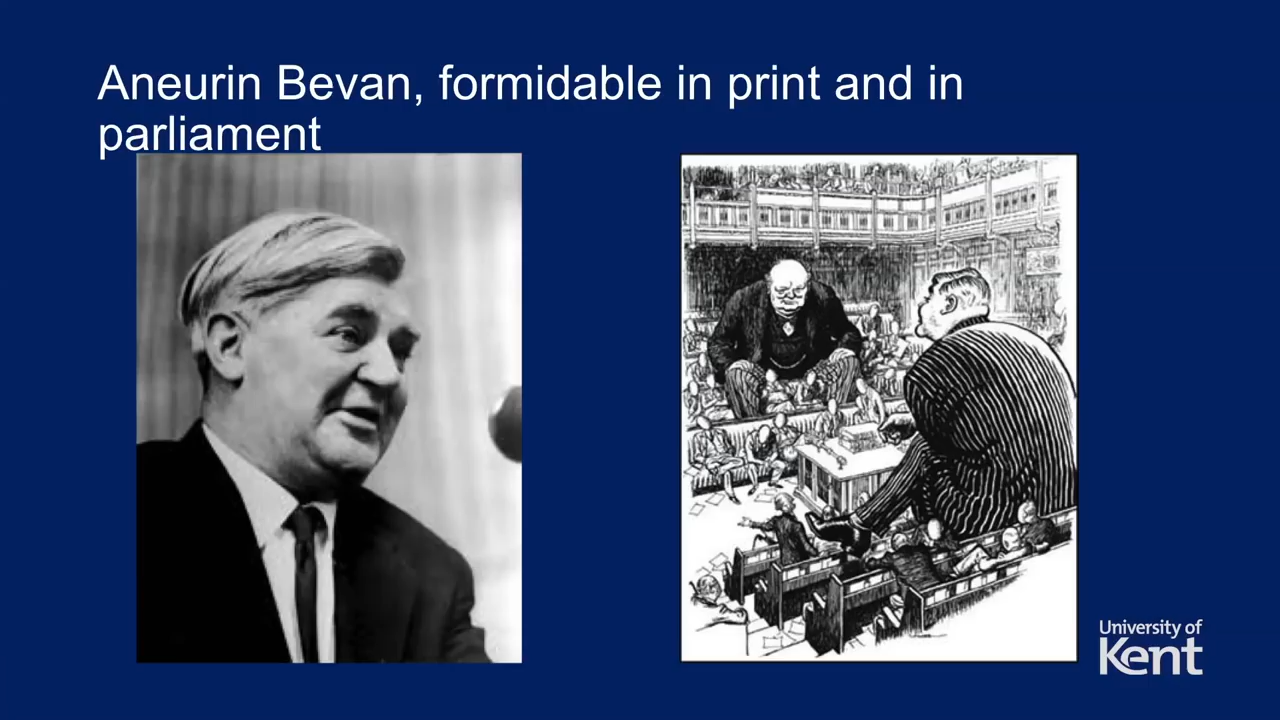 Aneurin Bevan, formidable in print and in
parliament
University of
Kent